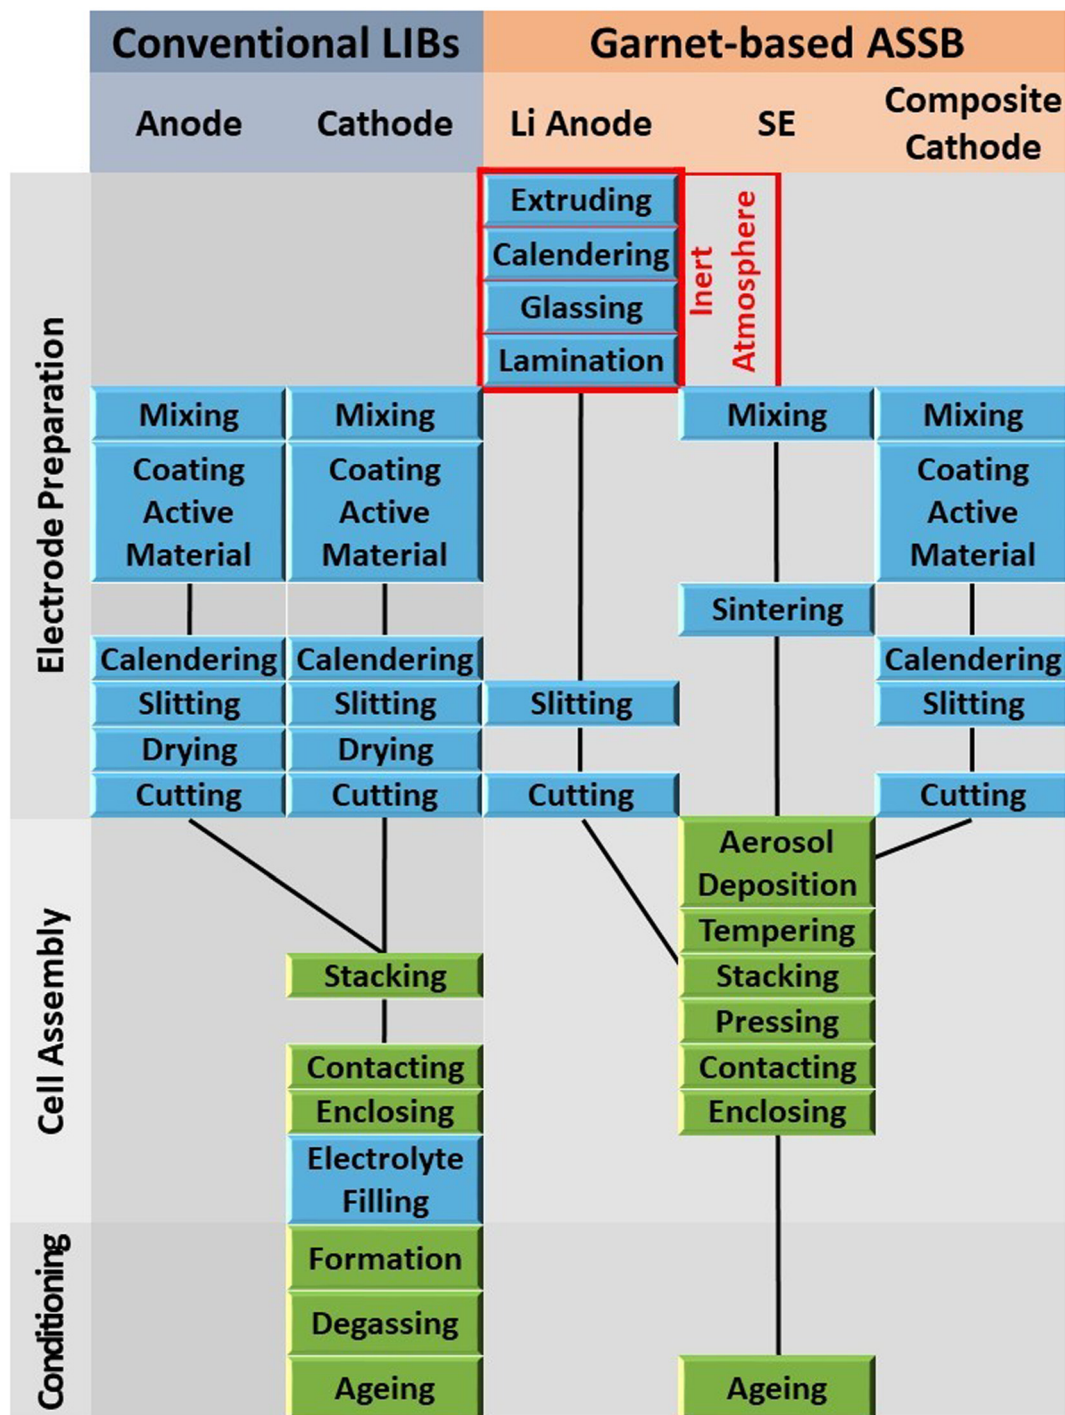 Conventional LIBs
Garnet-based ASSB
Anode
Cathode
Li Anode
SE
Composite
Cathode
Electrode Preparation
Extruding
Calendering
Glassing
Lamination
Inert
Atmosphere
Mixing
Mixing
Mixing
Mixing
Coating
Active
Material
Coating
Active
Material
Coating
Active
Material
Sintering
Calendering
Calendering
Calendering
Slitting
Slitting
Slitting
Slitting
Drying
Drying
Cutting
Cutting
Cutting
Cutting
Cell Assembly
Aerosol
Deposition
Tempering
Stacking
Stacking
Pressing
Contacting
Contacting
Enclosing
Enclosing
Electrolyte
Filling
Conditioning
Formation
Degassing
Ageing
Ageing